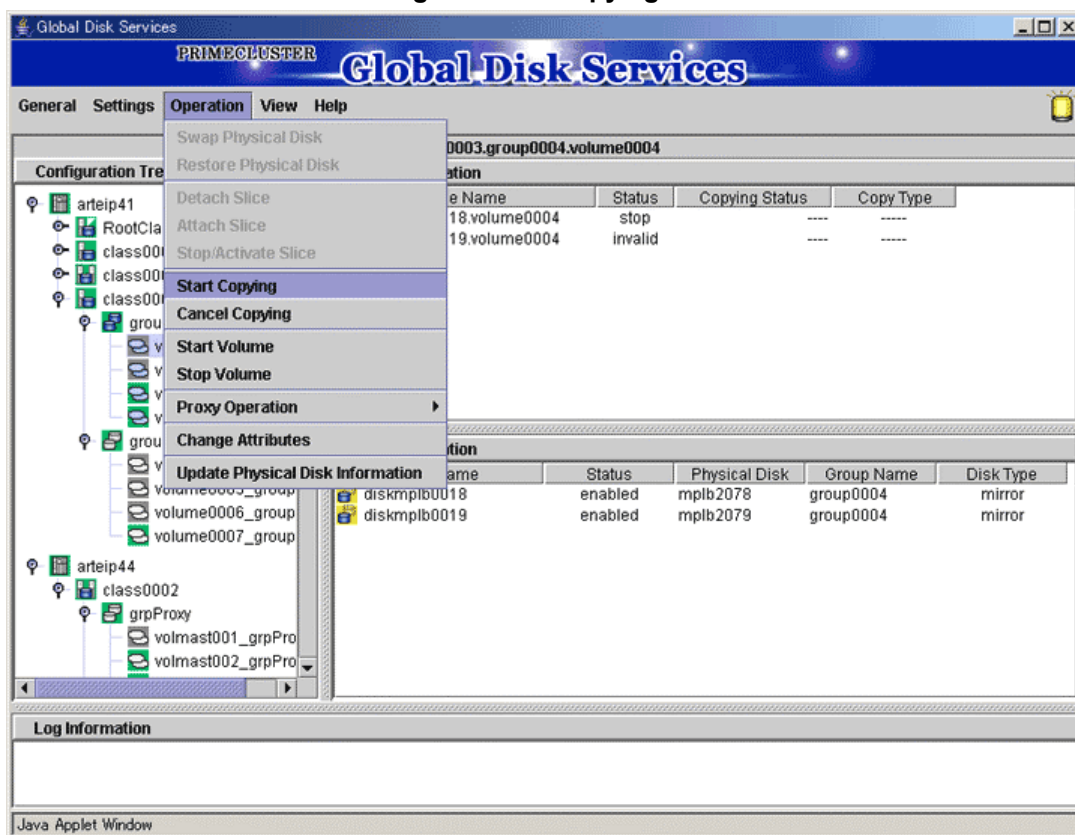 Global Disk Services
PRIMECLUSTER
Global Disk Services
General Settings Operation View Help
Swap Physical Disk
Restore Physical Disk
Detach Slice
Attach Slice
Stop/Activate Slice
Start Copying
Cancel Copying
Start Volume
Stop Volume
Proxy Operation
Change Attributes
Update Physical Disk Information
0003.group0004.volume0004
Configuration Tre
ation
arteip41
RootCla
class00
class00
class00
grou
v
v
v
v
grou
v
volume0005_group
volume0006_group
volume0007_group
arteip44
class0002
grpProxy
volmast001_grpPro
volmast002_grpPro
e Name Status Copying Status Copy Type
18.volume0004 stop ---- -----
19.volume0004 invalid ---- -----
ation
ame Status Physical Disk Group Name Disk Type
diskmplb0018 enabled mplb2078 group0004 mirror
diskmplb0019 enabled mplb2079 group0004 mirror
Log Information
Java Applet Window